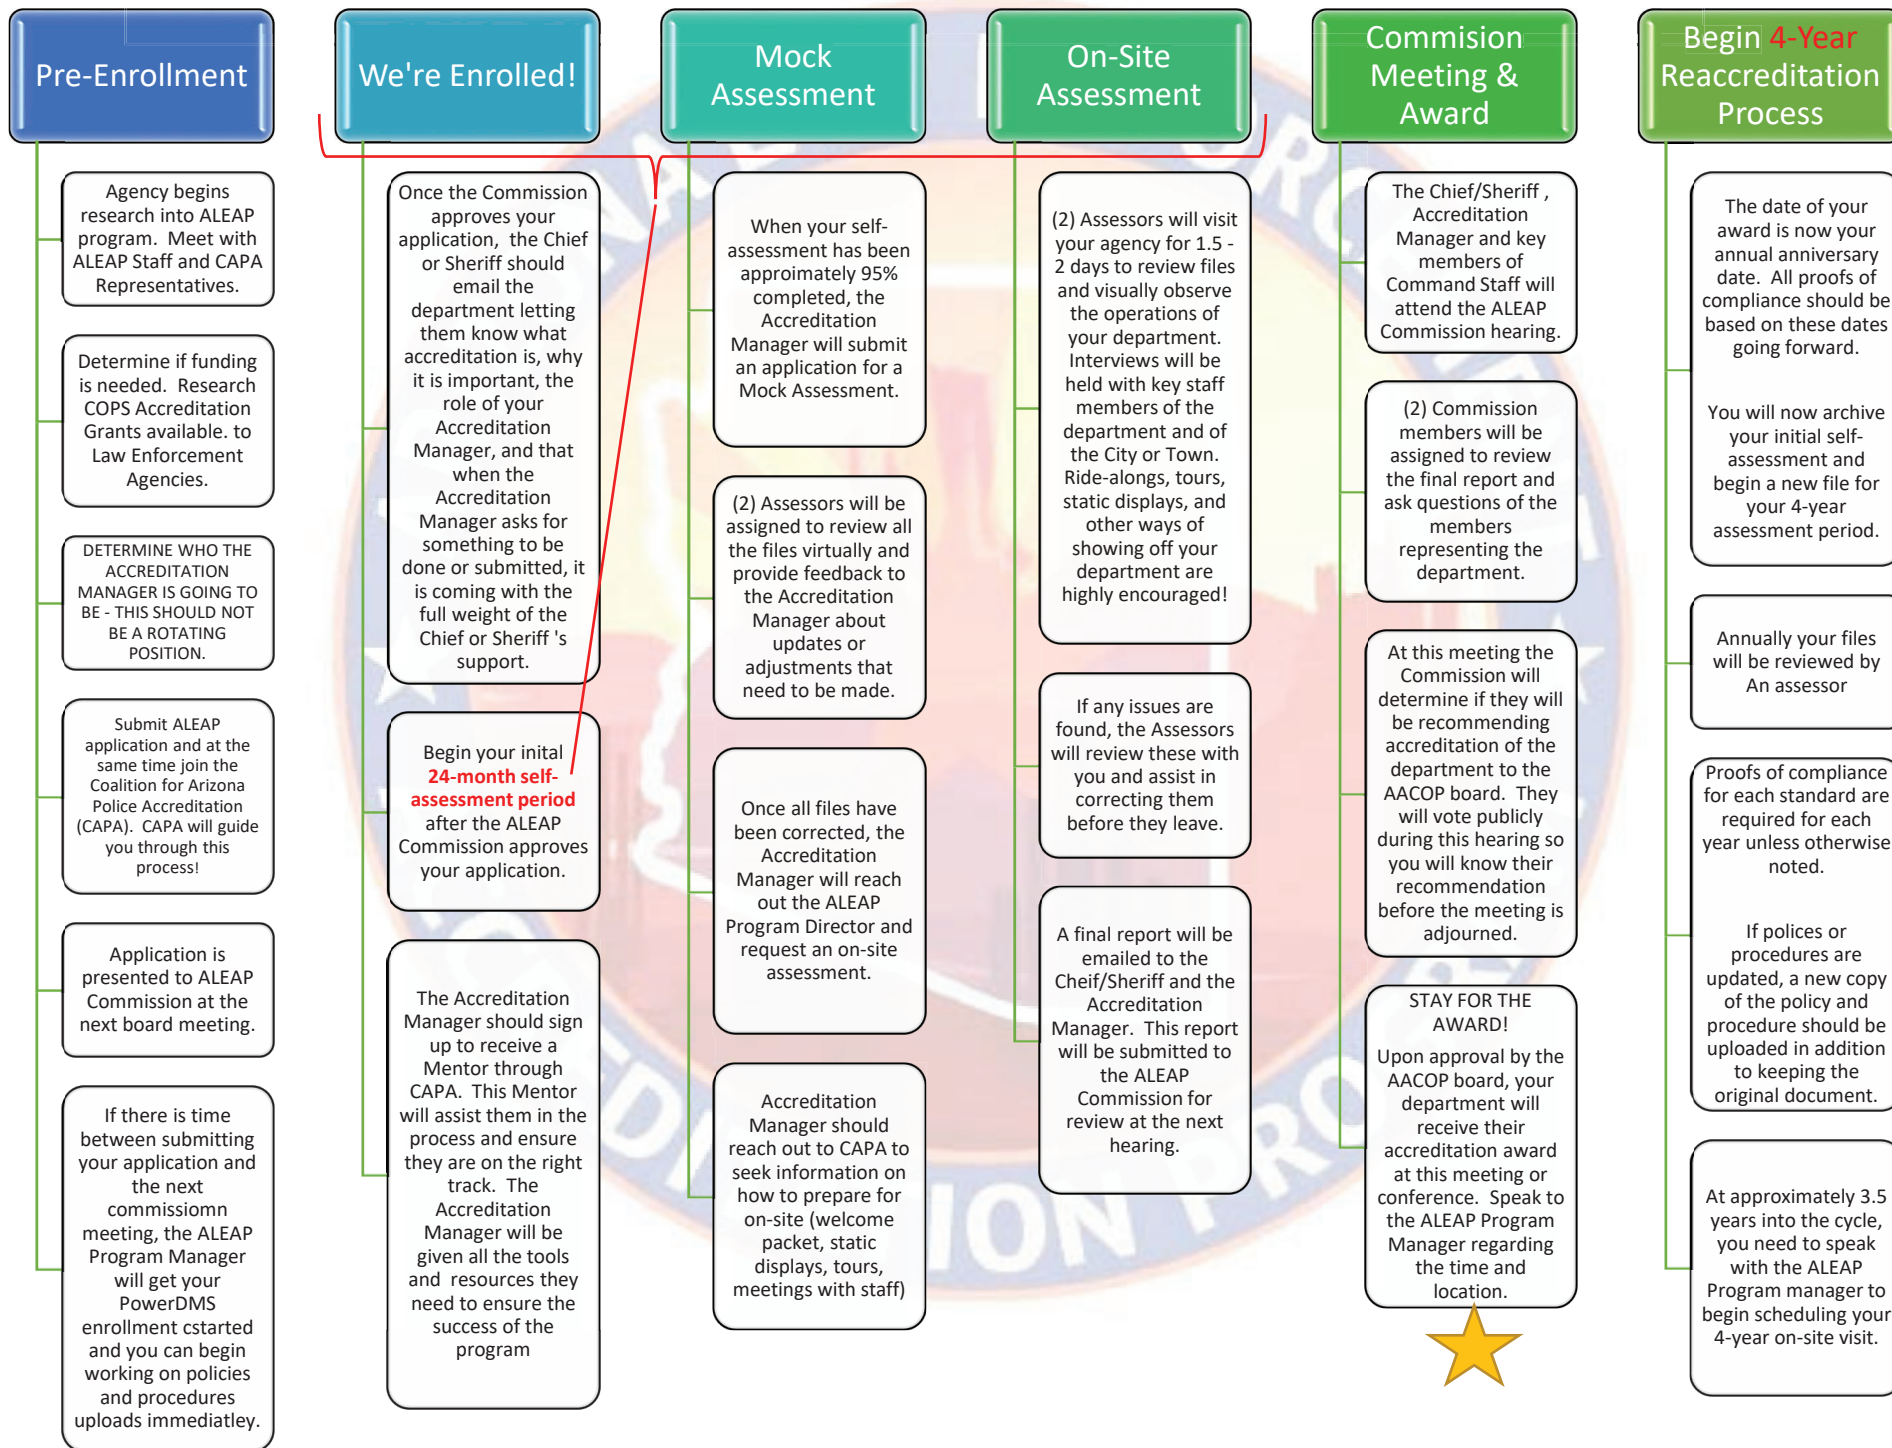 Pre-Enrollment
Agency begins
research into ALEAP
program.  Meet with
ALEAP Staff and CAPA
Representatives.
Determine if funding
is needed.  Research
COPS Accreditation
Grants available. to
Law Enforcement
Agencies.
DETERMINE WHO THE
ACCREDITATION
MANAGER IS GOING TO
BE - THIS SHOULD NOT
BE A ROTATING
POSITION.
Submit ALEAP
application and at the
same time join the
Coalition for Arizona
Police Accreditation
(CAPA).  CAPA will guide
you through this
process!
Application is
presented to ALEAP
Commission at the
next board meeting.
If there is time
between submitting
your application and
the next
commissiomn
meeting, the ALEAP
Program Manager
will get your
PowerDMS
enrollment cstarted
and you can begin
working on policies
and procedures
uploads immediatley.
We're Enrolled!
Once the Commission
approves your
application,  the Chief
or Sheriff should
email the
department letting
them know what
accreditation is, why
it is important, the
role of your
Accreditation
Manager, and that
when the
Accreditation
Manager asks for
something to be
done or submitted, it
is coming with the
full weight of the
Chief or Sheriff 's
support.
Begin your inital
24-month self-
assessment period
after the ALEAP
Commission approves
your application.
The Accreditation
Manager should sign
up to receive a
Mentor through
CAPA.  This Mentor
will assist them in the
process and ensure
they are on the right
track.  The
Accreditation
Manager will be
given all the tools
and  resources they
need to ensure the
success of the
program
Mock
Assessment
When your self-
assessment has been
approimately 95%
completed, the
Accreditation
Manager will submit
an application for a
Mock Assessment.
(2) Assessors will be
assigned to review all
the files virtually and
provide feedback to
the Accreditation
Manager about
updates or
adjustments that
need to be made.
Once all files have
been corrected, the
Accreditation
Manager will reach
out the ALEAP
Program Director and
request an on-site
assessment.
Accreditation
Manager should
reach out to CAPA to
seek information on
how to prepare for
on-site (welcome
packet, static
displays, tours,
meetings with staff)
On-Site
Assessment
(2) Assessors will visit
your agency for 1.5 -
2 days to review files
and visually observe
the operations of
your department.
Interviews will be
held with key staff
members of the
department and of
the City or Town.
Ride-alongs, tours,
static displays, and
other ways of
showing off your
department are
highly encouraged!
If any issues are
found, the Assessors
will review these with
you and assist in
correcting them
before they leave.
A final report will be
emailed to the
Cheif/Sheriff and the
Accreditation
Manager.  This report
will be submitted to
the ALEAP
Commission for
review at the next
hearing.
Commision
Meeting &
Award
The Chief/Sheriff ,
Accreditation
Manager and key
members of
Command Staff will
attend the ALEAP
Commission hearing.
(2) Commission
members will be
assigned to review
the final report and
ask questions of the
members
representing the
department.
At this meeting the
Commission will
determine if they will
be recommending
accreditation of the
department to the
AACOP board.  They
will vote publicly
during this hearing so
you will know their
recommendation
before the meeting is
adjourned.
STAY FOR THE
AWARD!
Upon approval by the
AACOP board, your
department will
receive their
accreditation award
at this meeting or
conference.  Speak to
the ALEAP Program
Manager regarding
the time and
location.
Begin 4-Year
Reaccreditation
Process
The date of your
award is now your
annual anniversary
date.  All proofs of
compliance should be
based on these dates
going forward.
You will now archive
your initial self-
assessment and
begin a new file for
your 4-year
assessment period.
Annually your files
will be reviewed by
An assessor
Proofs of compliance
for each standard are
required for each
year unless otherwise
noted.
If polices or
procedures are
updated, a new copy
of the policy and
procedure should be
uploaded in addition
to keeping the
original document.
At approximately 3.5
years into the cycle,
you need to speak
with the ALEAP
Program manager to
begin scheduling your
4-year on-site visit.